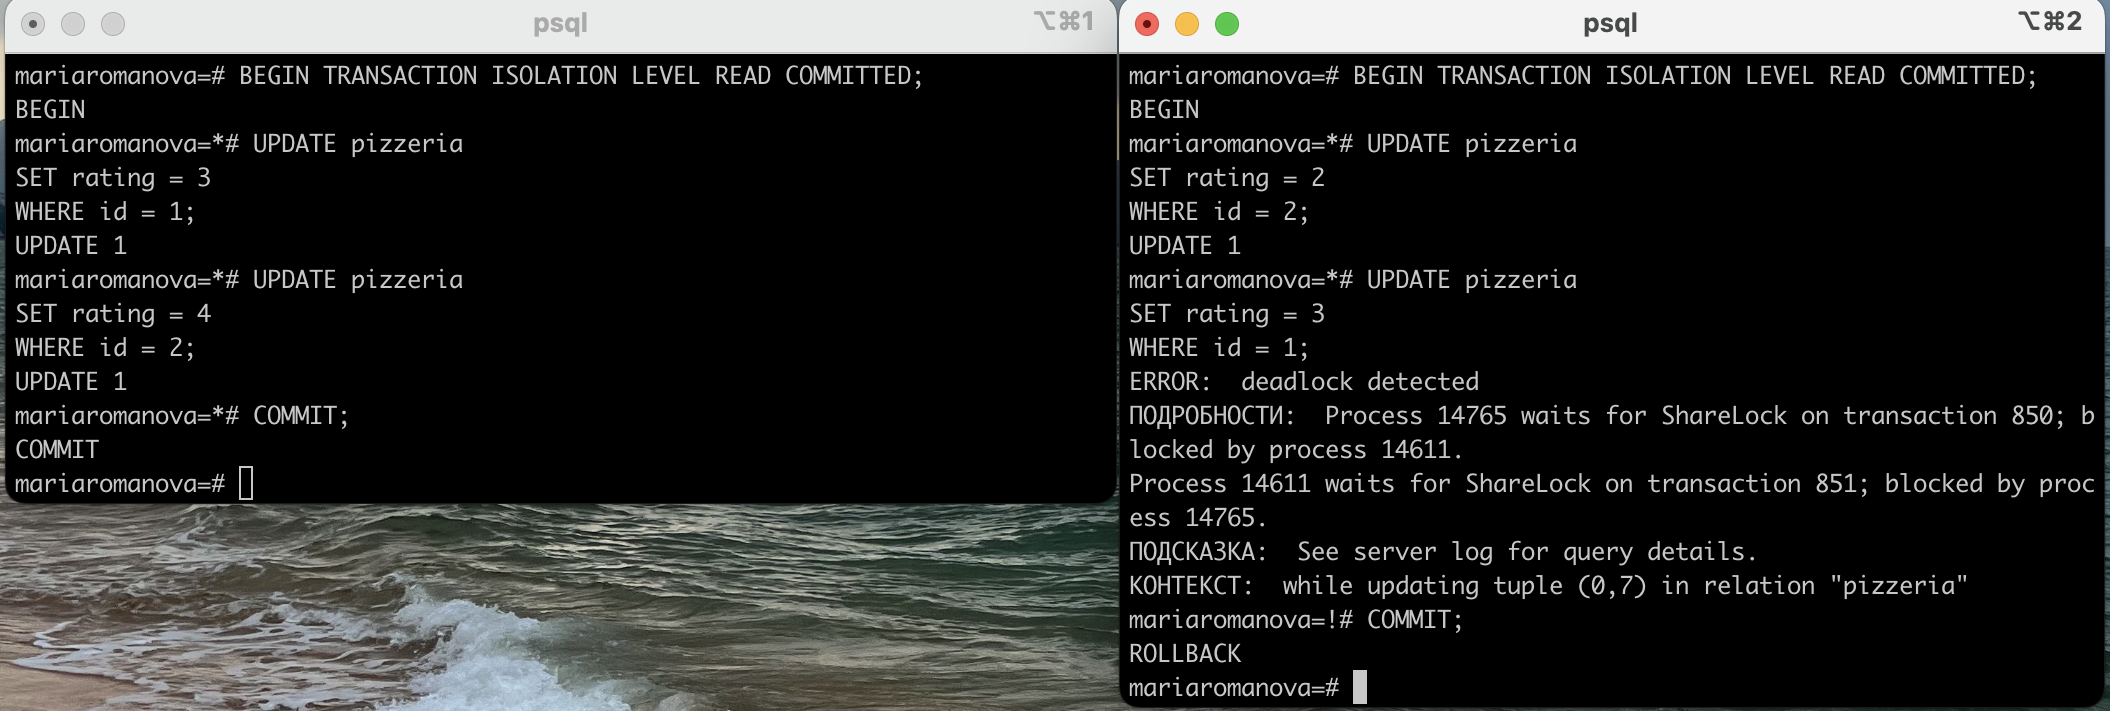 psql
⌥⌘1
mariaromanova=# BEGIN TRANSACTION ISOLATION LEVEL READ COMMITTED;
BEGIN
mariaromanova=*# UPDATE pizzeria
SET rating = 3
WHERE id = 1;
UPDATE 1
mariaromanova=*# UPDATE pizzeria
SET rating = 4
WHERE id = 2;
UPDATE 1
mariaromanova=*# COMMIT;
COMMIT
mariaromanova=#
psql
⌥⌘2
mariaromanova=# BEGIN TRANSACTION ISOLATION LEVEL READ COMMITTED;
BEGIN
mariaromanova=*# UPDATE pizzeria
SET rating = 2
WHERE id = 2;
UPDATE 1
mariaromanova=*# UPDATE pizzeria
SET rating = 3
WHERE id = 1;
ERROR:  deadlock detected
ПОДРОБНОСТИ:  Process 14765 waits for ShareLock on transaction 850; b
locked by process 14611.
Process 14611 waits for ShareLock on transaction 851; blocked by proc
ess 14765.
ПОДСКАЗКА:  See server log for query details.
КОНТЕКСТ:  while updating tuple (0,7) in relation "pizzeria"
mariaromanova=!# COMMIT;
ROLLBACK
mariaromanova=#